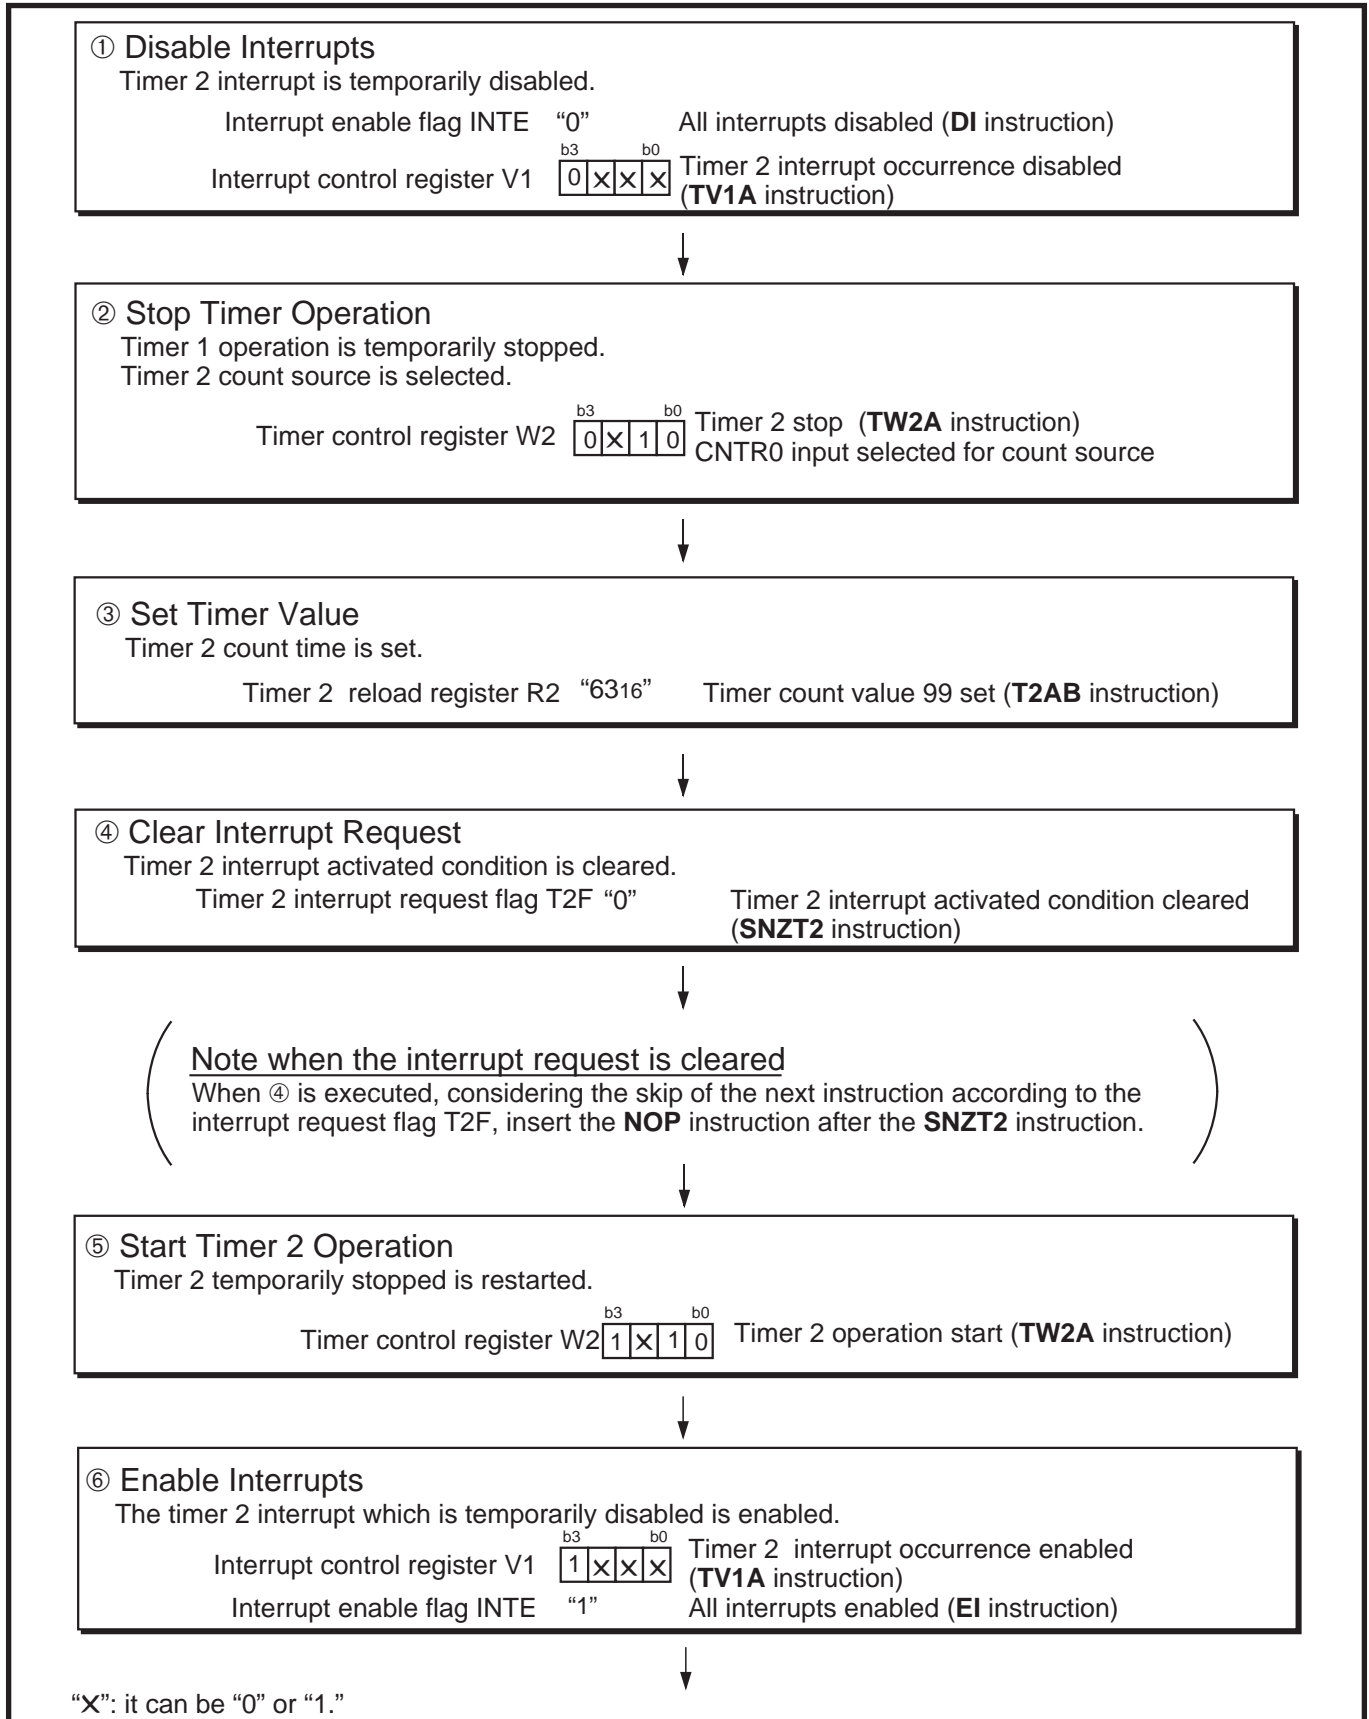 ① Disable Interrupts
Timer 2 interrupt is temporarily disabled.
Interrupt enable flag INTE “0” All interrupts disabled (DI instruction)
b3 b0
Interrupt control register V1 0 X X X Timer 2 interrupt occurrence disabled
(TV1A instruction)
② Stop Timer Operation
Timer 1 operation is temporarily stopped.
Timer 2 count source is selected.
b3 b0
Timer control register W2 0 X 1 0 Timer 2 stop (TW2A instruction)
CNTR0 input selected for count source
③ Set Timer Value
Timer 2 count time is set.
Timer 2 reload register R2 “6316” Timer count value 99 set (T2AB instruction)
④ Clear Interrupt Request
Timer 2 interrupt activated condition is cleared.
Timer 2 interrupt request flag T2F “0” Timer 2 interrupt activated condition cleared
(SNZT2 instruction)
Note when the interrupt request is cleared
When ④ is executed, considering the skip of the next instruction according to the
interrupt request flag T2F, insert the NOP instruction after the SNZT2 instruction.
⑤ Start Timer 2 Operation
Timer 2 temporarily stopped is restarted.
b3 b0
Timer control register W2 1 X 1 0 Timer 2 operation start (TW2A instruction)
⑥ Enable Interrupts
The timer 2 interrupt which is temporarily disabled is enabled.
b3 b0
Interrupt control register V1 1 X X X Timer 2 interrupt occurrence enabled
(TV1A instruction)
Interrupt enable flag INTE “1” All interrupts enabled (EI instruction)
“X”: it can be “0” or “1.”